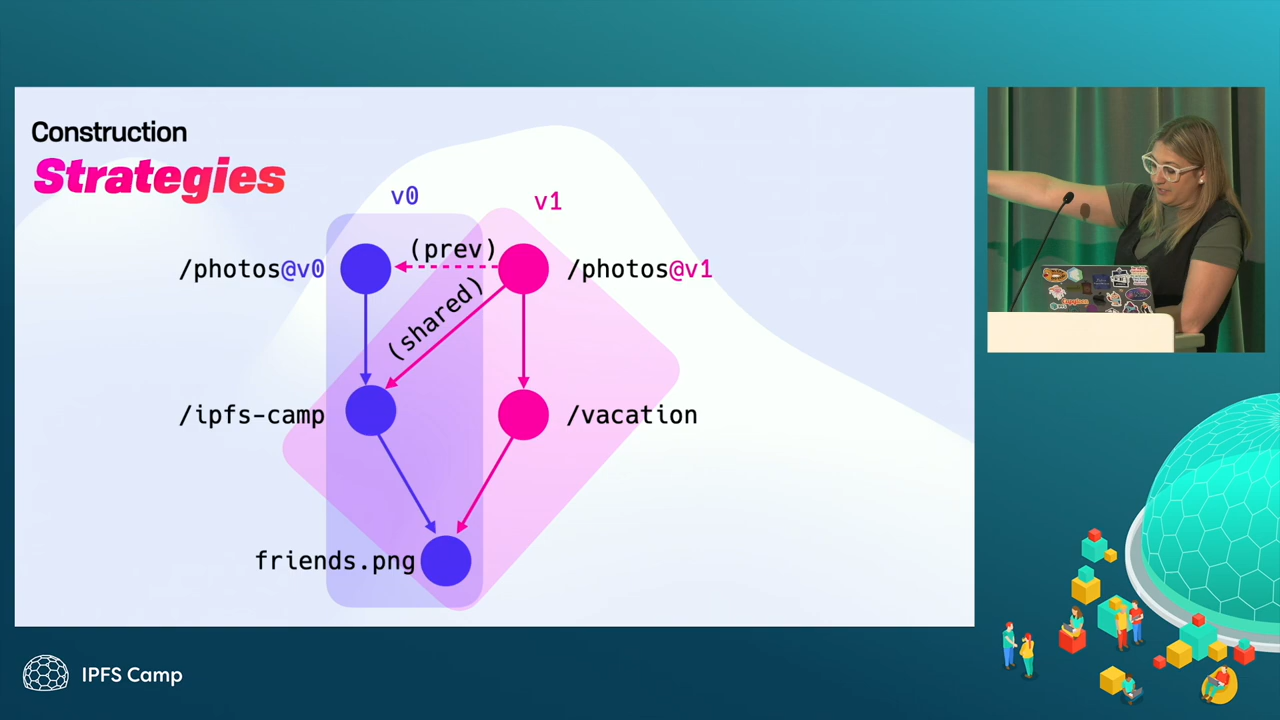 Construction
Strategies
v0
v1
(prev)
/photos@v0
/photos@v1
(shared)
/ipfs-camp
/vacation
friends.png
IPFS Camp